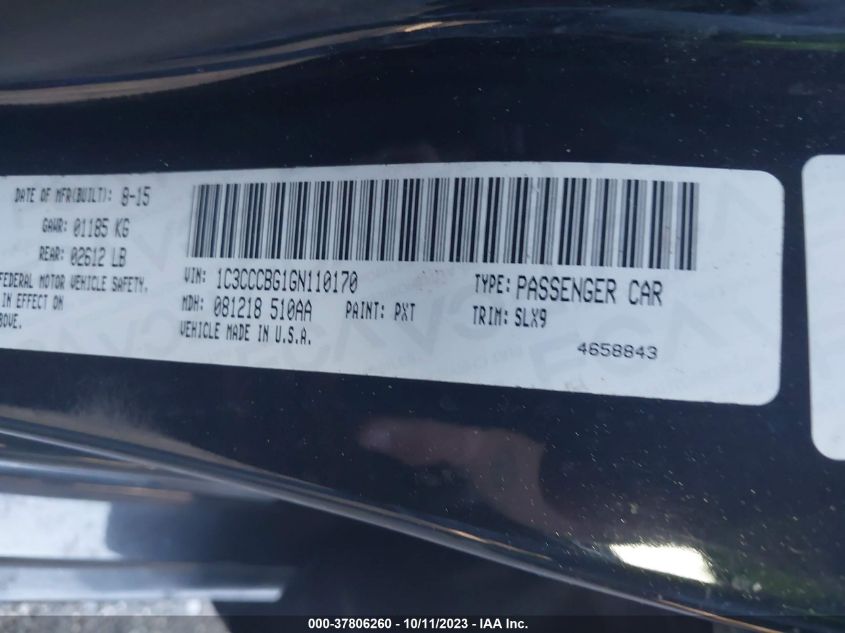 DATE OF MFR(BUILT): 8-15
GAWR: 01185 KG
REAR: 02612 LB
FEDERAL MOTOR VEHICLE SAFETY,
IN EFFECT ON
BOVE.
VIN: 1C3CCCBG1GN110170
MDH: 081218 510AA
PAINT: PXT
VEHICLE MADE IN U.S.A.
TYPE: PASSENGER CAR
TRIM: SLX9
4658843
000-37806260 - 10/11/2023 - IAA Inc.